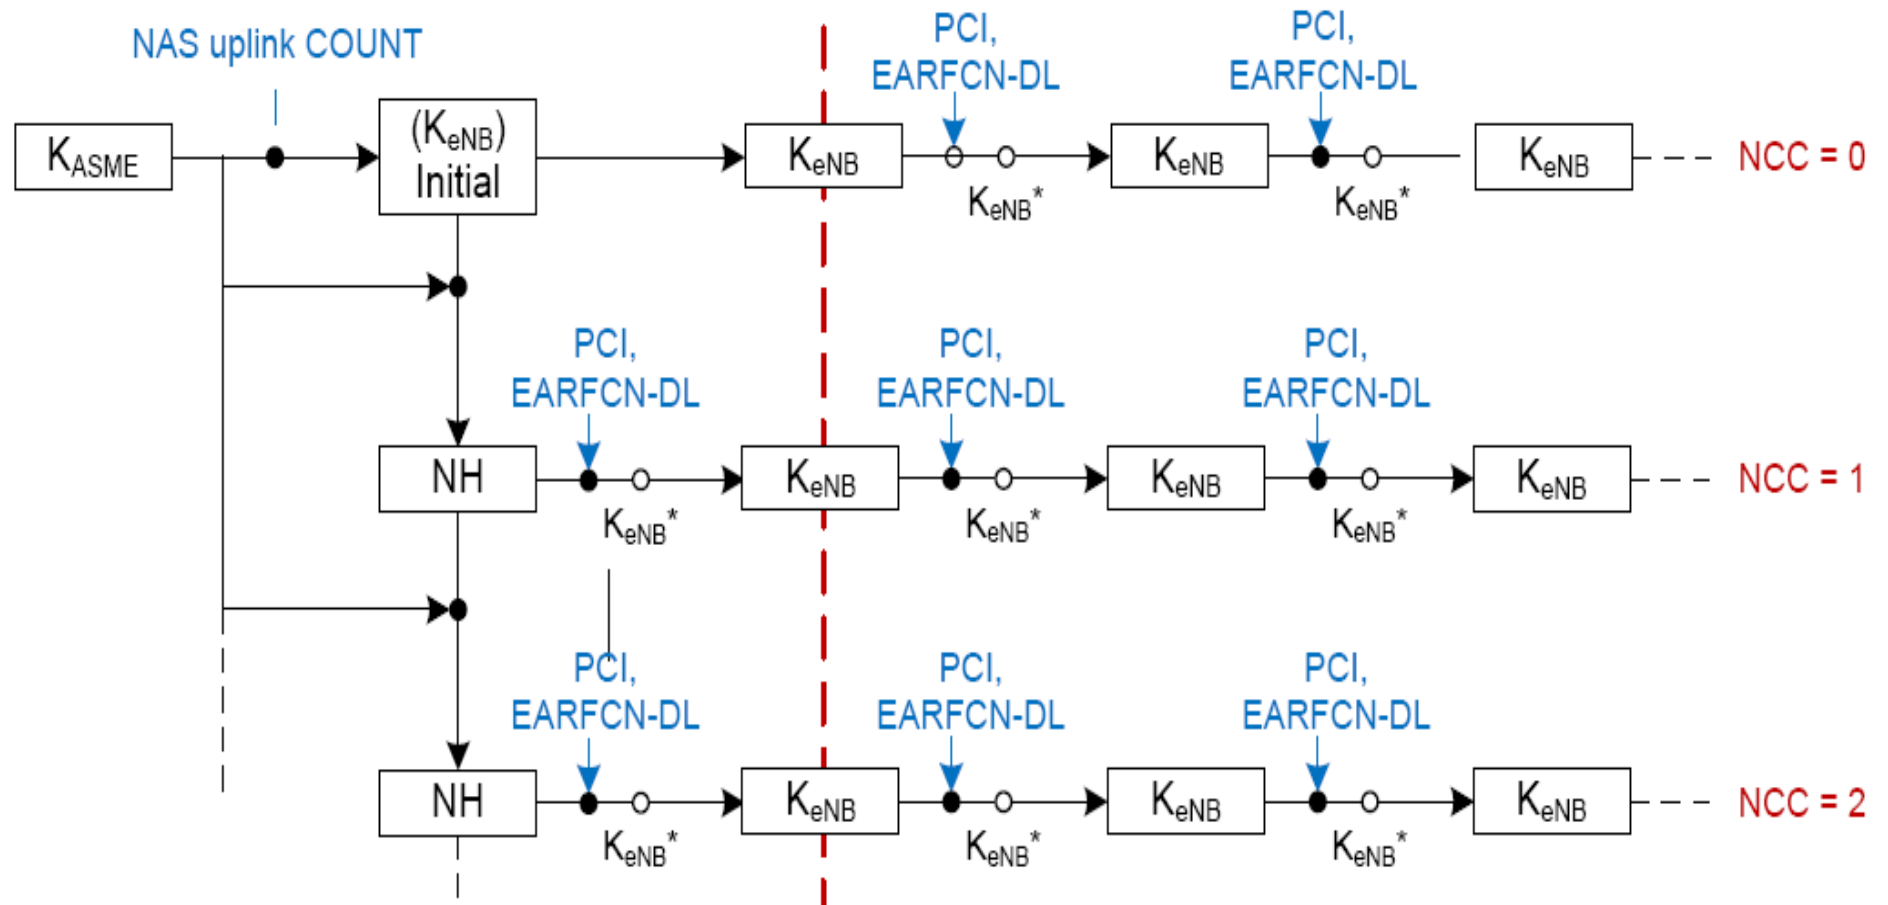 NAS uplink COUNT
PCI,
EARFCN-DL
PCI,
EARFCN-DL
KASME
(KeNB)
Initial
KeNB
KeNB*
KeNB
KeNB*
KeNB
NCC = 0
PCI,
EARFCN-DL
PCI,
EARFCN-DL
PCI,
EARFCN-DL
NH
KeNB*
KeNB
KeNB*
KeNB
KeNB*
KeNB
NCC = 1
PCI,
EARFCN-DL
PCI,
EARFCN-DL
PCI,
EARFCN-DL
NH
KeNB*
KeNB
KeNB*
KeNB
KeNB*
KeNB
NCC = 2